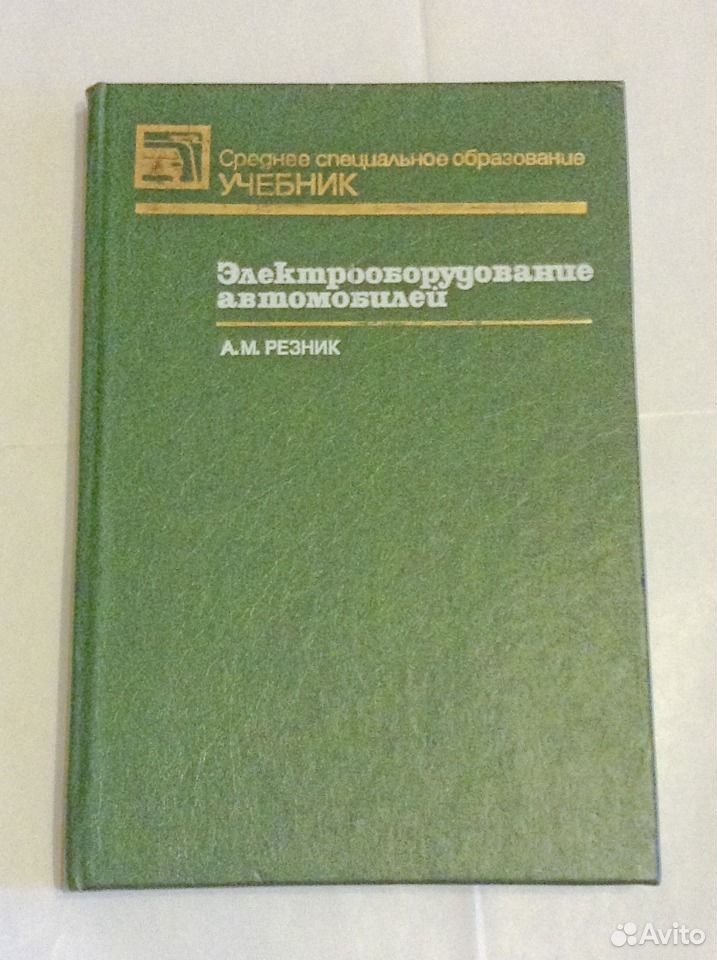 Среднее специальное образование
УЧЕБНИК
Электрооборудование
автомобилей
А.М. РЕЗНИК
Avito